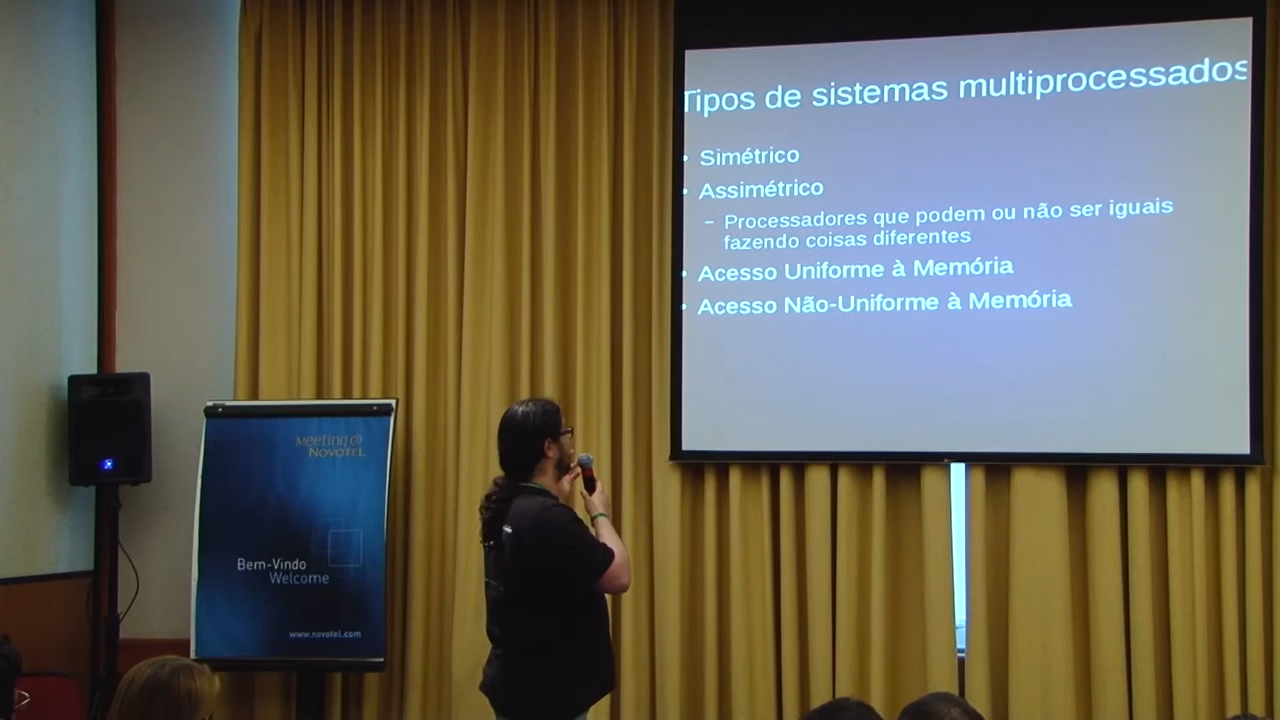 Tipos de sistemas multiprocessados
• Simétrico
• Assimétrico
– Processadores que podem ou não ser iguais
fazendo coisas diferentes
• Acesso Uniforme à Memória
• Acesso Não-Uniforme à Memória
Meeting@
NOVOTEL
Bem-Vindo
Welcome
www.novotel.com